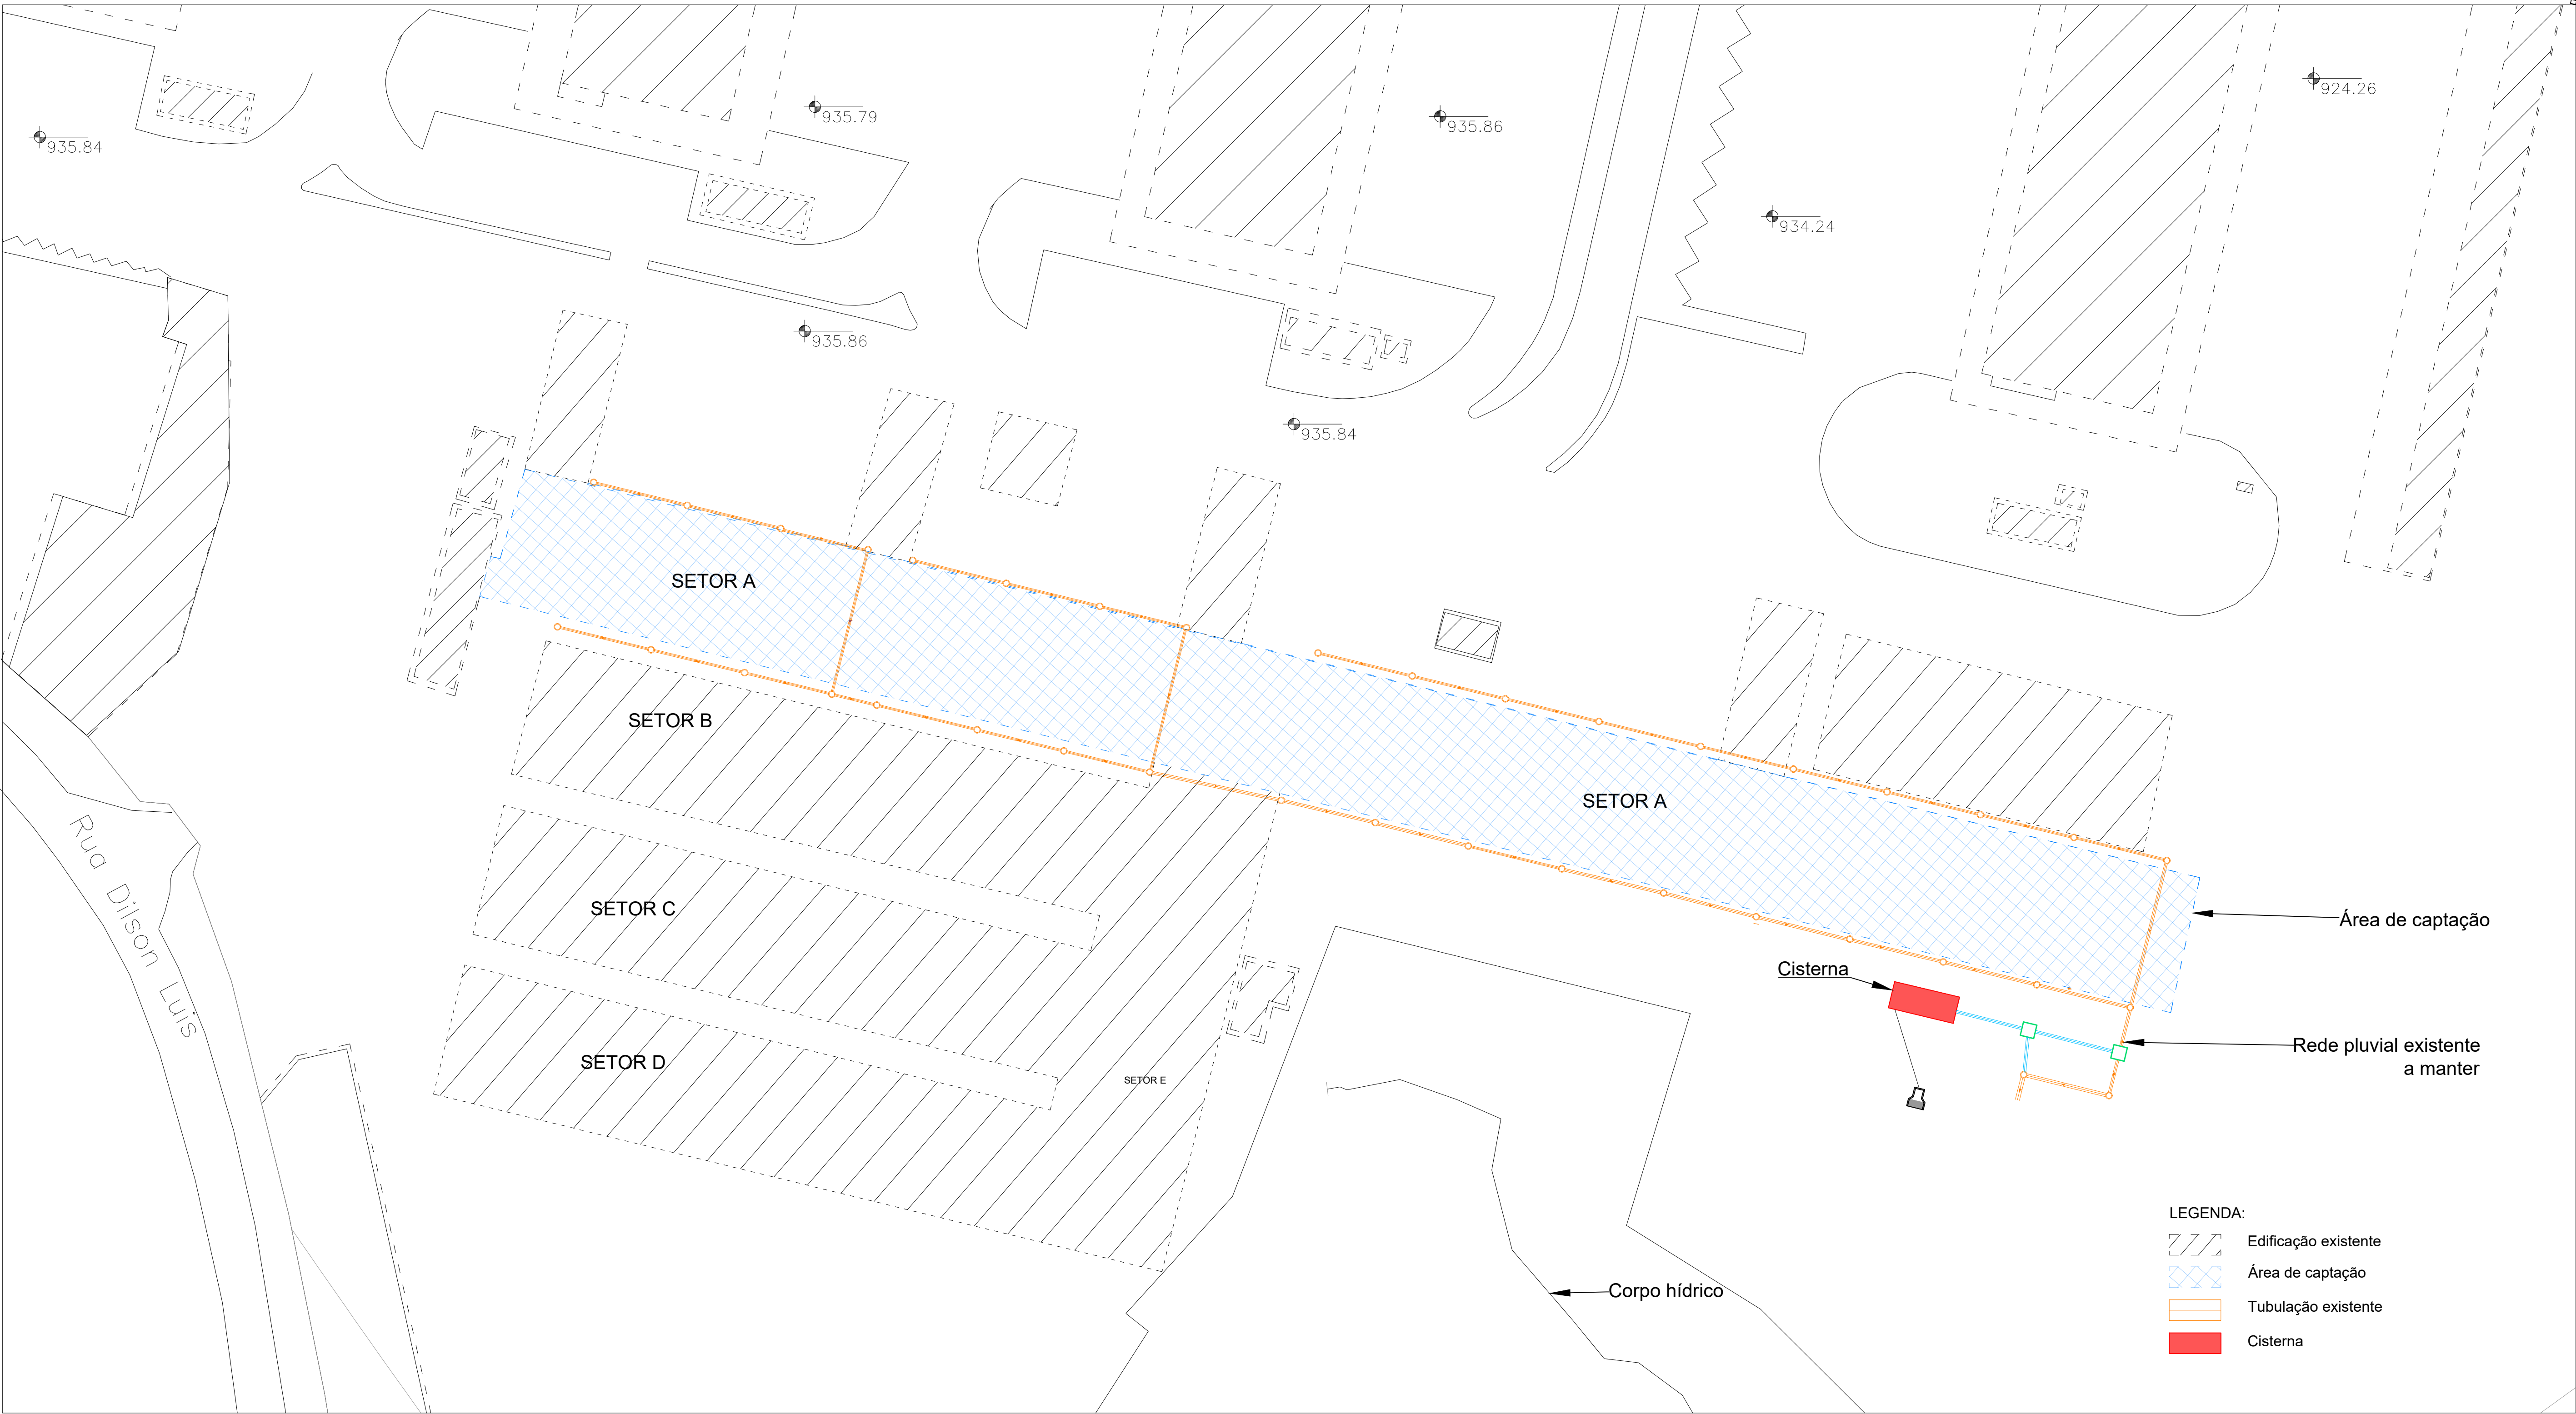 924.26
935.79
935.86
935.84
934.24
935.86
935.84
SETOR A
SETOR B
SETOR A
Rua Dilson Luis
SETOR C
Área de captação
Cisterna
Rede pluvial existente
a manter
SETOR D
SETOR E
LEGENDA:
Edificação existente
Área de captação
Corpo hídrico
Tubulação existente
Cisterna